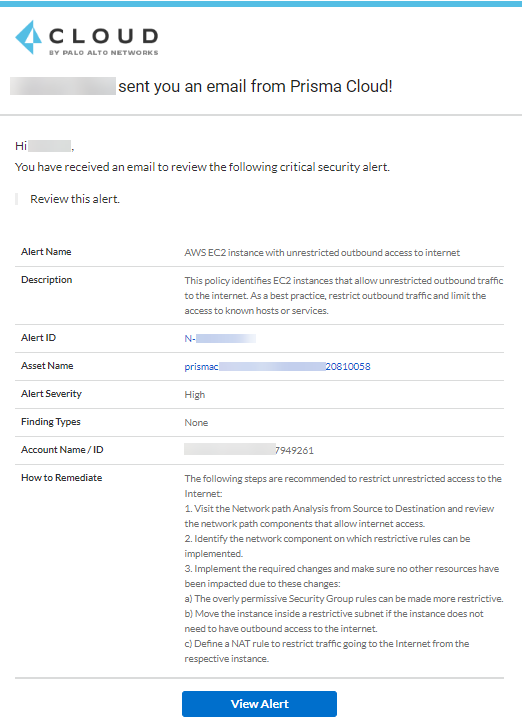 CLOUD
BY PALO ALTO NETWORKS
sent you an email from Prisma Cloud!
Hi ,
You have received an email to review the following critical security alert.
Review this alert.
Alert Name AWS EC2 instance with unrestricted outbound access to internet
Description This policy identifies EC2 instances that allow unrestricted outbound traffic
to the internet. As a best practice, restrict outbound traffic and limit the
access to known hosts or services.
Alert ID N-
Asset Name prismac 20810058
Alert Severity High
Finding Types None
Account Name / ID 7949261
How to Remediate The following steps are recommended to restrict unrestricted access to the
Internet:
1. Visit the Network path Analysis from Source to Destination and review
the network path components that allow internet access.
2. Identify the network component on which restrictive rules can be
implemented.
3. Implement the required changes and make sure no other resources have
been impacted due to these changes:
a) The overly permissive Security Group rules can be made more restrictive.
b) Move the instance inside a restrictive subnet if the instance does not
need to have outbound access to the internet.
c) Define a NAT rule to restrict traffic going to the Internet from the
respective instance.
View Alert